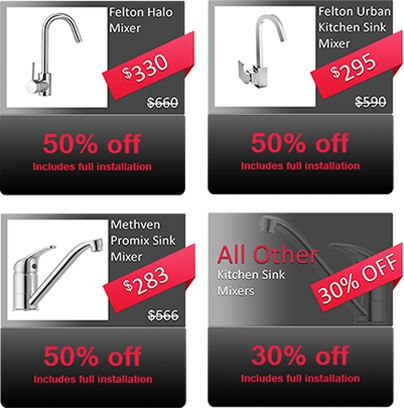 Felton Halo
Mixer
$330
$660
50% off
Includes full installation
Felton Urban
Kitchen Sink
Mixer
$295
$590
50% off
Includes full installation
Methven
Promix Sink
Mixer
$283
$566
50% off
Includes full installation
All Other
Kitchen Sink
Mixers
30% OFF
30% off
Includes full installation